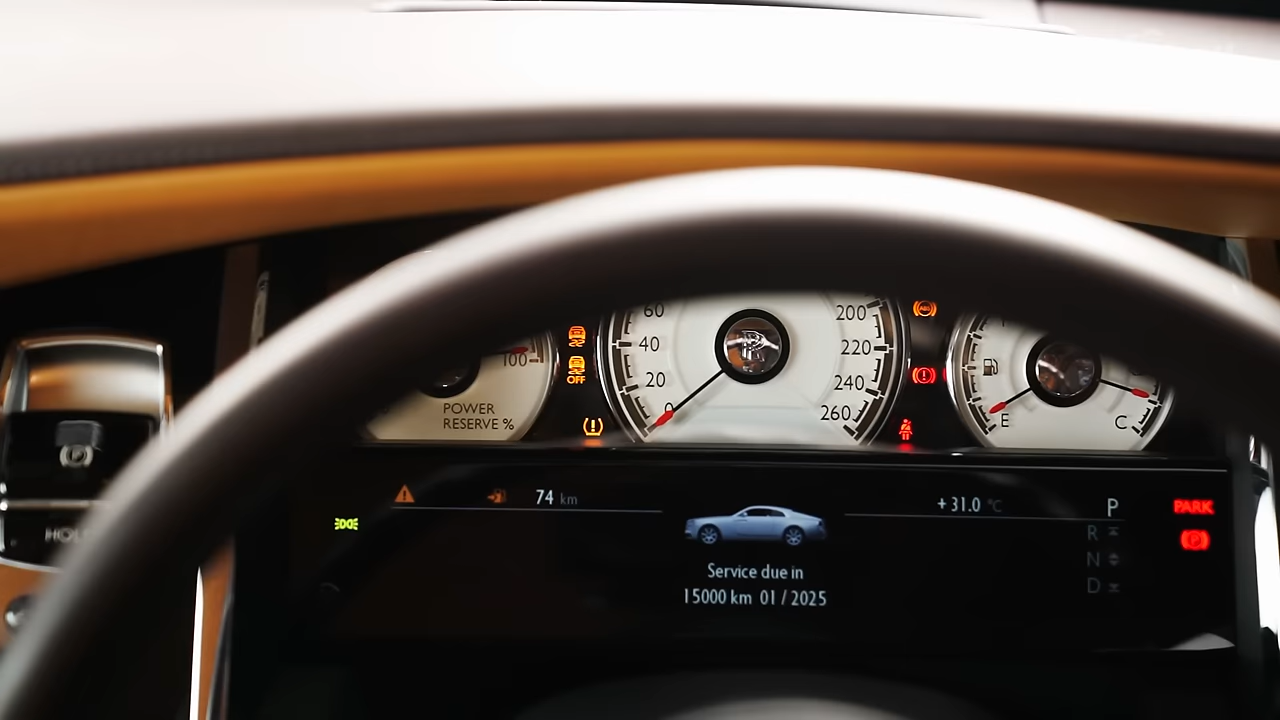 60
40
20
0
200
220
240
260
100
POWER
RESERVE %
OFF
ABS
E
C
74 km
+31.0 °C
P
R
N
D
PARK
P
Service due in
15000 km 01 / 2025
P